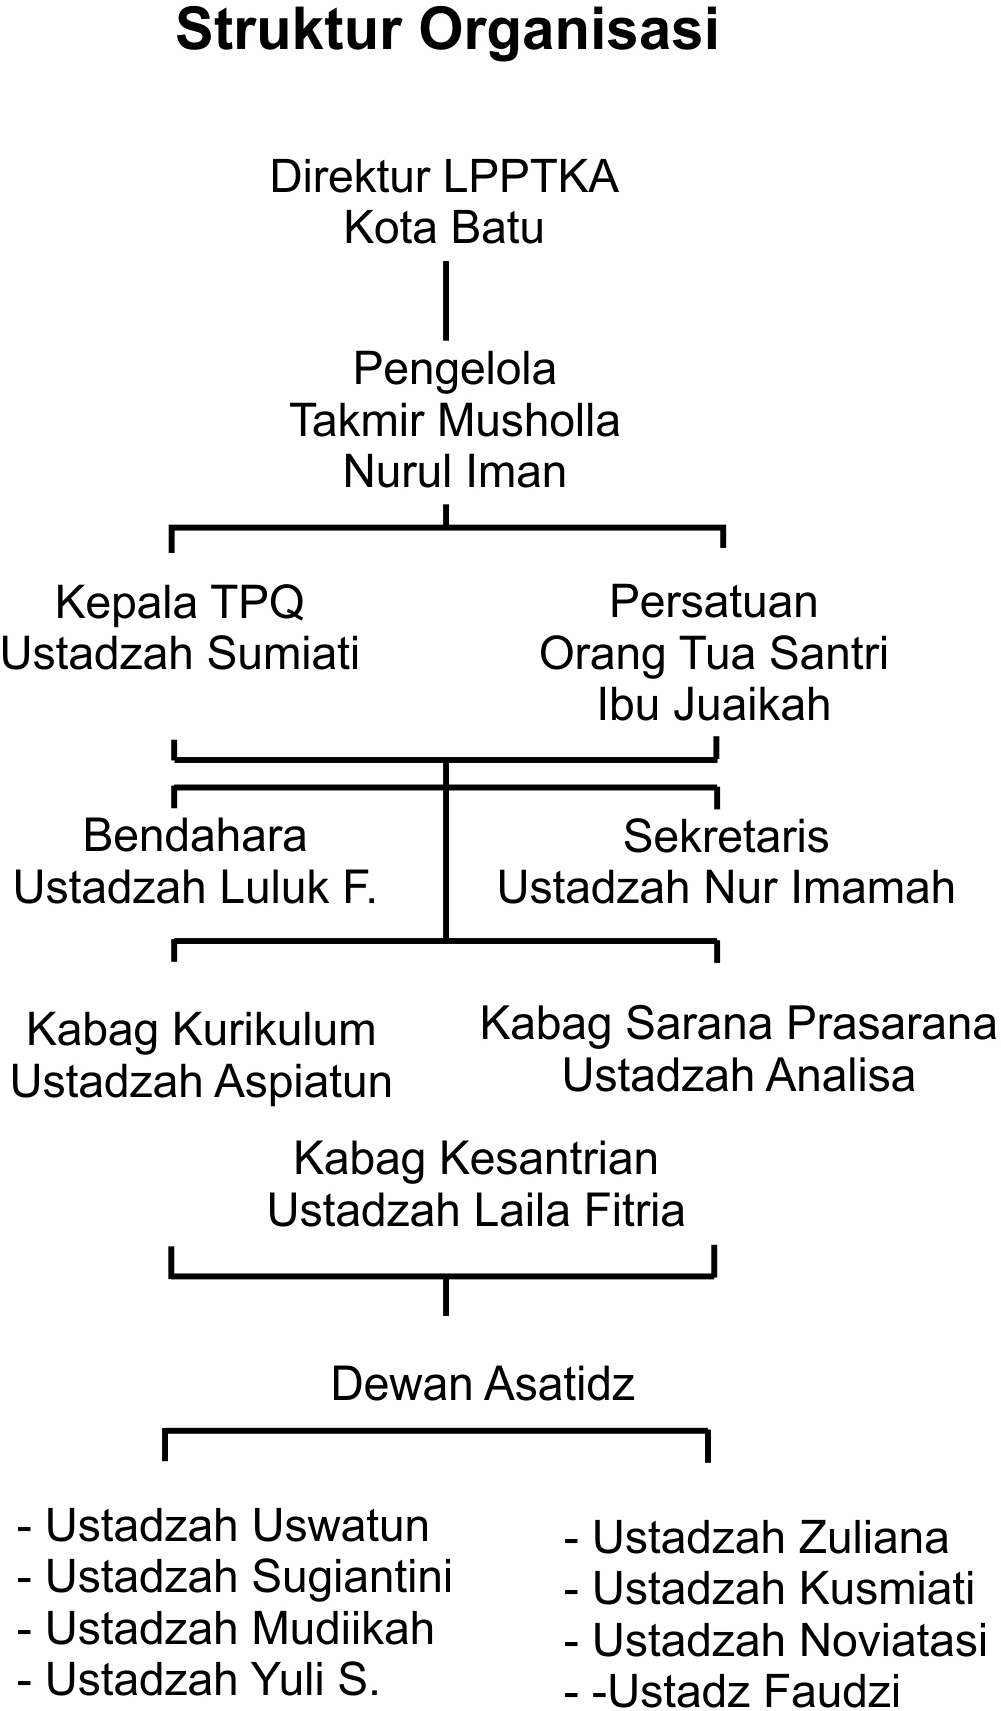 Struktur Organisasi
Direktur LPPTKA
Kota Batu
Pengelola
Takmir Musholla
Nurul Iman
Kepala TPQ
Ustadzah Sumiati
Persatuan
Orang Tua Santri
Ibu Juaikah
Bendahara
Ustadzah Luluk F.
Sekretaris
Ustadzah Nur Imamah
Kabag Kurikulum
Ustadzah Aspiatun
Kabag Sarana Prasarana
Ustadzah Analisa
Kabag Kesantrian
Ustadzah Laila Fitria
Dewan Asatidz
- Ustadzah Uswatun
- Ustadzah Sugiantini
- Ustadzah Mudiikah
- Ustadzah Yuli S.
- Ustadzah Zuliana
- Ustadzah Kusmiati
- Ustadzah Noviatasi
- -Ustadz Faudzi